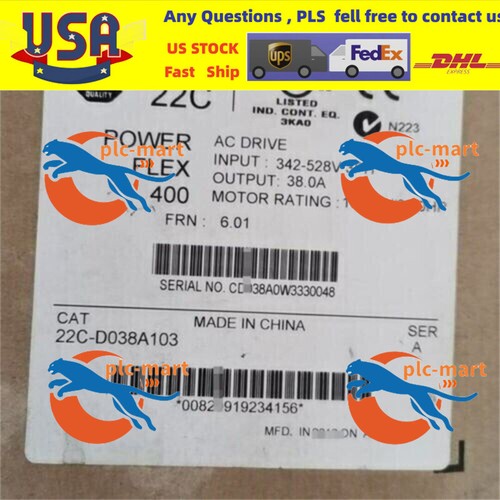 USA
Any Questions , PLS fell free to contact us
US STOCK
Fast Ship
ups
FedEx
DHL
EXPRESS
QUALITY
22C
LISTED
IND. CONT. EQ.
3KA0
N223
POWER
FLEX
400
AC DRIVE
INPUT : 342-528V
OUTPUT : 38.0A
MOTOR RATING :
FRN : 6.01
plc-mart
plc-mart
SERIAL NO.
CAT
22C-D038A103
MADE IN CHINA
SER
A
plc-mart
plc-mart
MFD. IN